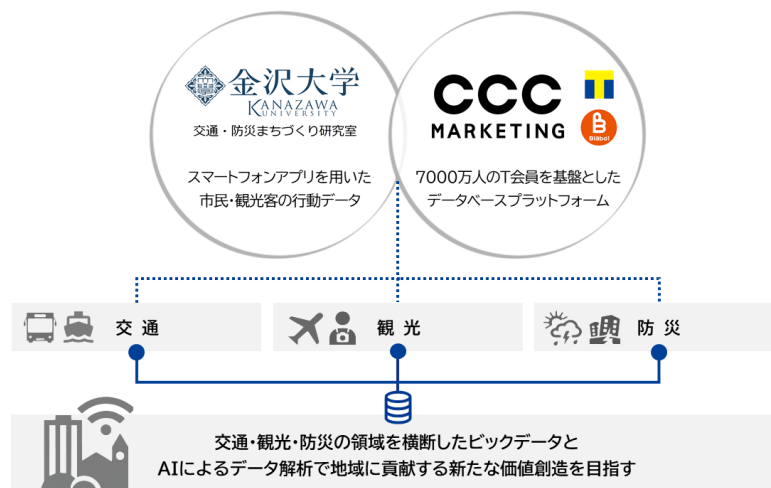 金沢大学
KANAZAWA
UNIVERSITY
交通・防災まちづくり研究室
スマートフォンアプリを用いた
市民・観光客の行動データ
CCC
MARKETING
T
B
Blabo!
7000万人のT会員を基盤とした
データベースプラットフォーム
交通
観光
防災
交通・観光・防災の領域を横断したビックデータと
AIによるデータ解析で地域に貢献する新たな価値創造を目指す